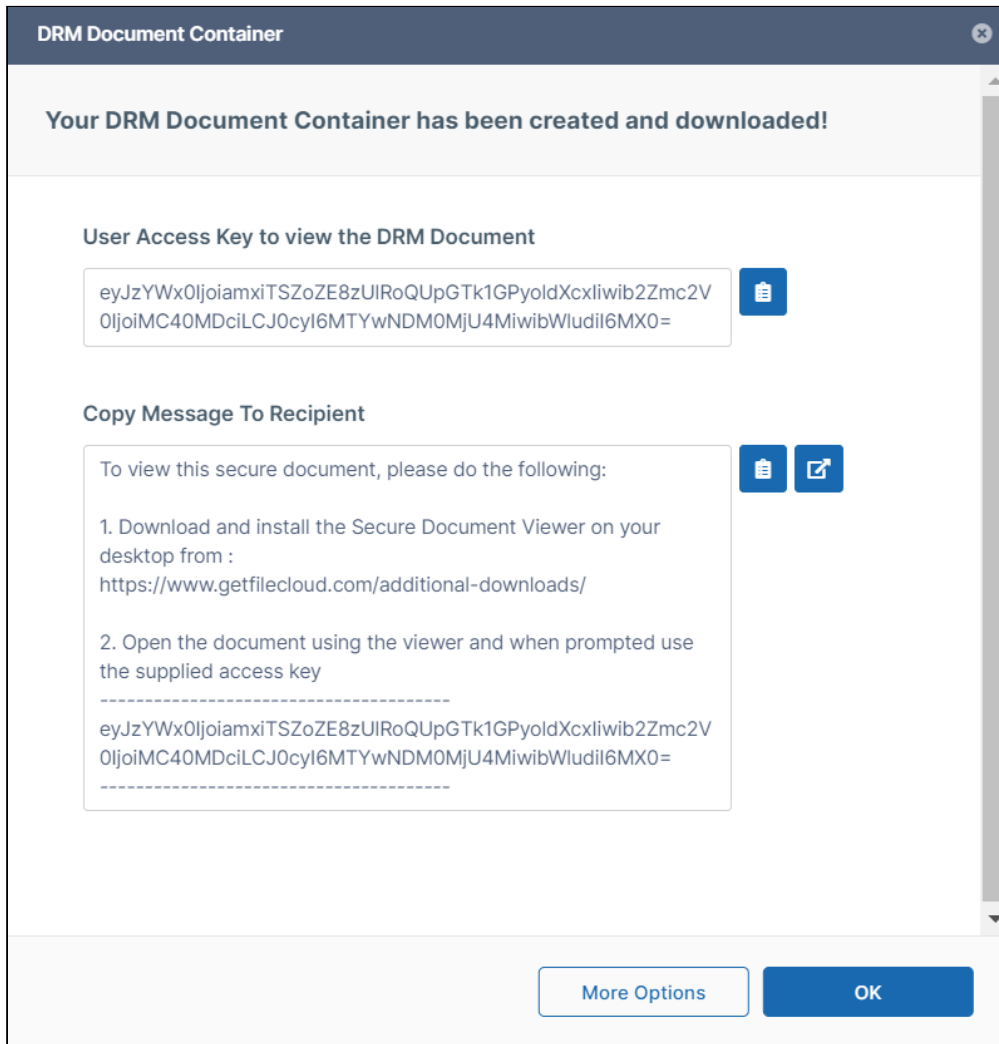 DRM Document Container
Your DRM Document Container has been created and downloaded!
User Access Key to view the DRM Document
eyJzYWx0IjoiamxiTSZoZE8zUlRoQUpGTk1GPyoldXcxIiwib2Zmc2V
0IjoiMC40MDciLCJ0cyI6MTYwNDM0MjU4MiwibWludiI6MX0=
Copy Message To Recipient
To view this secure document, please do the following:
1. Download and install the Secure Document Viewer on your
desktop from :
https://www.getfilecloud.com/additional-downloads/
2. Open the document using the viewer and when prompted use
the supplied access key
---------------------------------------
eyJzYWx0IjoiamxiTSZoZE8zUlRoQUpGTk1GPyoldXcxIiwib2Zmc2V
0IjoiMC40MDciLCJ0cyI6MTYwNDM0MjU4MiwibWludiI6MX0=
---------------------------------------
More Options
OK